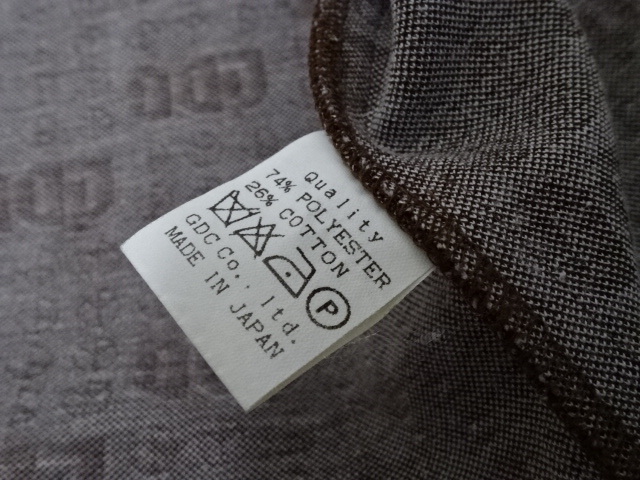 Quality
74% POLYESTER
26% COTTON
P
GDC Co., ltd.
MADE IN JAPAN